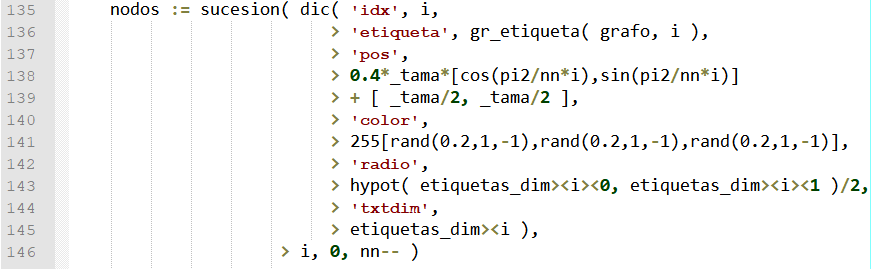 135 nodos := sucesion( dic( 'idx', i,
136 > 'etiqueta', gr_etiqueta( grafo, i ),
137 > 'pos',
138 > 0.4*_tama*[cos(pi2/nn*i),sin(pi2/nn*i)]
139 > + [ _tama/2, _tama/2 ],
140 > 'color',
141 > 255[rand(0.2,1,-1),rand(0.2,1,-1),rand(0.2,1,-1)],
142 > 'radio',
143 > hypot( etiquetas_dim><i><0, etiquetas_dim><i><1 )/2,
144 > 'txtdim',
145 > etiquetas_dim><i ),
146 > i, 0, nn-- )